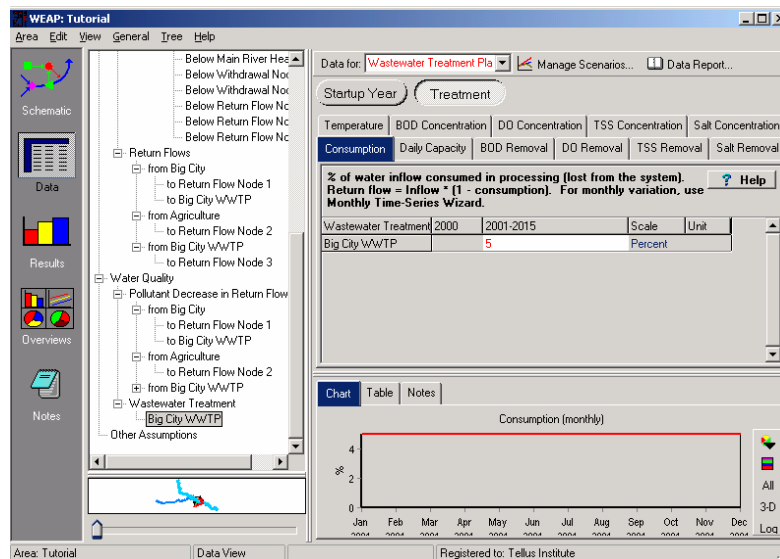 WEAP: Tutorial
Area Edit View General Tree Help
Schematic
Data
Results
Overviews
Notes
Below Main River Hea
Below Withdrawal Noc
Below Withdrawal Noc
Below Return Flow Nc
Below Return Flow Nc
Below Return Flow Nc
Return Flows
from Big City
to Return Flow Node 1
to Big City WWTP
from Agriculture
to Return Flow Node 2
from Big City WWTP
to Return Flow Node 3
Water Quality
Pollutant Decrease in Return Flow
from Big City
to Return Flow Node 1
to Big City WWTP
from Agriculture
to Return Flow Node 2
from Big City WWTP
Wastewater Treatment
Big City WWTP
Other Assumptions
Data for: Wastewater Treatment Pla Manage Scenarios... Data Report...
Startup Year Treatment
Temperature BOD Concentration DO Concentration TSS Concentration Salt Concentration
Consumption Daily Capacity BOD Removal DO Removal TSS Removal Salt Removal
% of water inflow consumed in processing (lost from the system).
Return flow = Inflow * (1 - consumption). For monthly variation, use
Monthly Time-Series Wizard.
? Help
Wastewater Treatment 2000 2001-2015 Scale Unit
Big City WWTP 5 Percent
Chart Table Notes
Consumption (monthly)
%
4
2
0
Jan Feb Mar Apr May Jun Jul Aug Sep Oct Nov Dec
All
3-D
Log
Area: Tutorial Data View Registered to: Tellus Institute